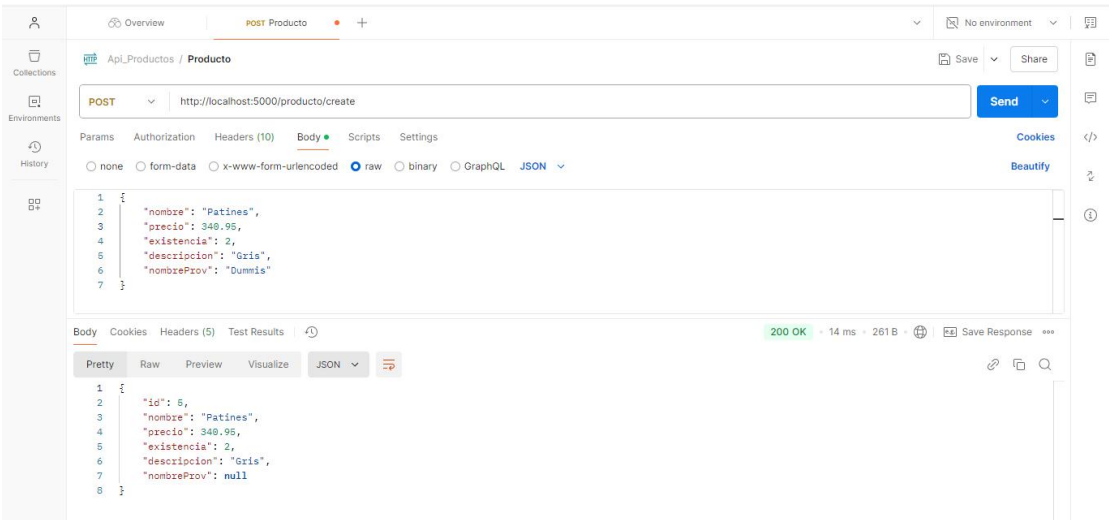 Overview
POST Producto
No environment
Collections
Environments
History
HTTP Api_Productos / Producto
Save
Share
POST
http://localhost:5000/producto/create
Send
Params Authorization Headers (10) Body Scripts Settings
Cookies
none form-data x-www-form-urlencoded raw binary GraphQL JSON
Beautify
1 {
2 "nombre": "Patines",
3 "precio": 340.95,
4 "existencia": 2,
5 "descripcion": "Gris",
6 "nombreProv": "Dummis"
7 }
Body Cookies Headers (5) Test Results
200 OK 14 ms 261 B
Save Response
Pretty Raw Preview Visualize JSON
1 {
2 "id": 5,
3 "nombre": "Patines",
4 "precio": 340.95,
5 "existencia": 2,
6 "descripcion": "Gris",
7 "nombreProv": null
8 }